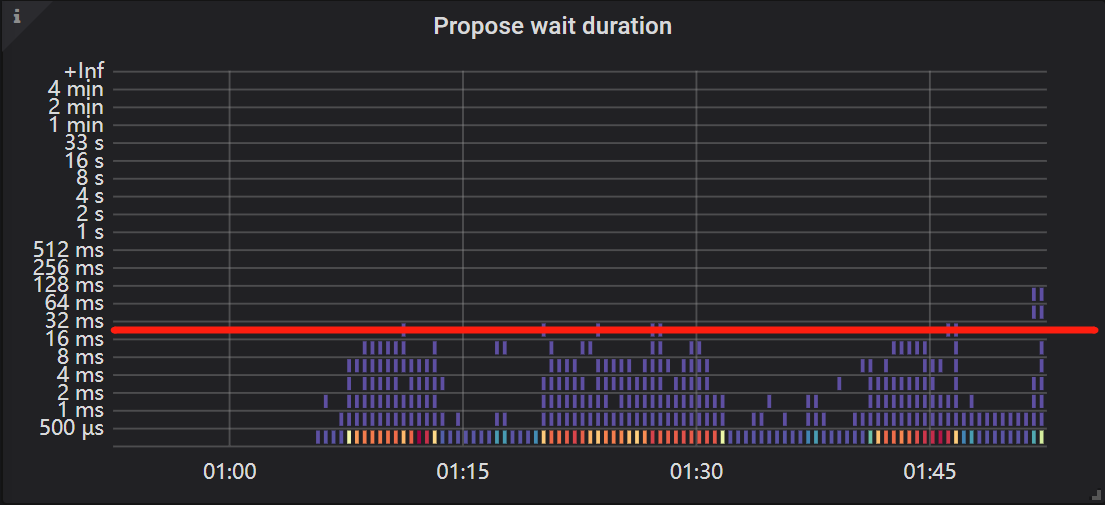 Propose wait duration
+Inf
4 min
2 min
1 min
33 s
16 s
8 s
4 s
2 s
1 s
512 ms
256 ms
128 ms
64 ms
32 ms
16 ms
8 ms
4 ms
2 ms
1 ms
500 µs
01:00 01:15 01:30 01:45